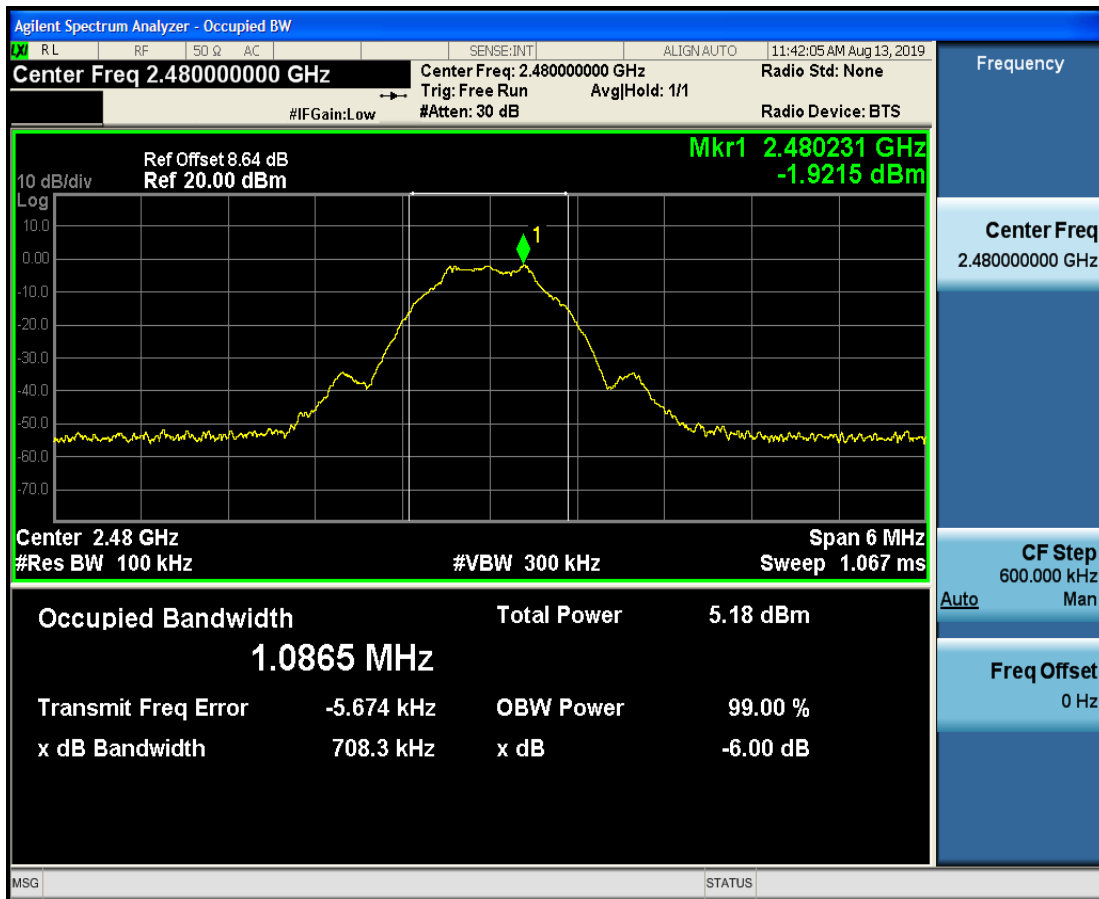 Agilent Spectrum Analyzer - Occupied BW
LXI RL RF 50 Ω AC SENSE:INT ALIGN AUTO 11:42:05 AM Aug 13, 2019
Center Freq 2.480000000 GHz
Center Freq: 2.480000000 GHz
Radio Std: None
Trig: Free Run Avg|Hold: 1/1
#IFGain:Low #Atten: 30 dB Radio Device: BTS
Frequency
Mkr1 2.480231 GHz
-1.9215 dBm
Ref Offset 8.64 dB
10 dB/div Ref 20.00 dBm
Log
10.0
0.00
-10.0
-20.0
-30.0
-40.0
-50.0
-60.0
-70.0
1
Center 2.48 GHz Span 6 MHz
#Res BW 100 kHz #VBW 300 kHz Sweep 1.067 ms
Occupied Bandwidth Total Power 5.18 dBm
1.0865 MHz
Transmit Freq Error -5.674 kHz OBW Power 99.00 %
x dB Bandwidth 708.3 kHz x dB -6.00 dB
Center Freq
2.480000000 GHz
CF Step
600.000 kHz
Auto Man
Freq Offset
0 Hz
MSG STATUS